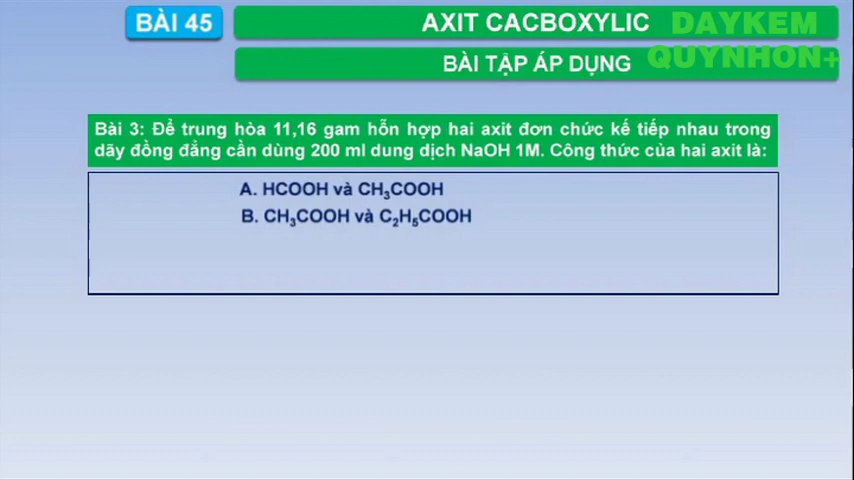 BÀI 45
AXIT CACBOXYLIC
DAYKEM
BÀI TẬP ÁP DỤNG
QUYNHON+
Bài 3: Để trung hòa 11,16 gam hỗn hợp hai axit đơn chức kế tiếp nhau trong
dãy đồng đẳng cần dùng 200 ml dung dịch NaOH 1M. Công thức của hai axit là:
A. HCOOH và CH₃COOH
B. CH₃COOH và C₂H₅COOH